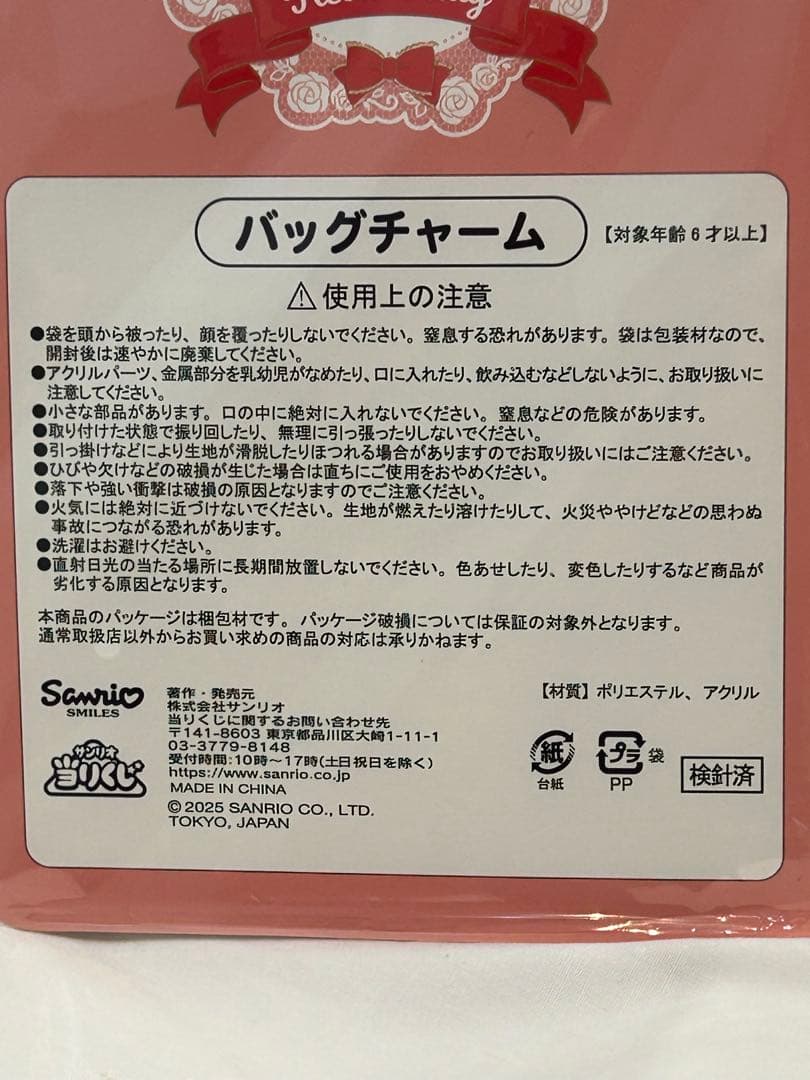 バッグチャーム
【対象年齢6才以上】
⚠使用上の注意
●袋を頭から被ったり、顔を覆ったりしないでください。窒息する恐れがあります。袋は包装材なので、
開封後は速やかに廃棄してください。
●アクリルパーツ、金属部分を乳幼児がなめたり、口に入れたり、飲み込むなどしないように、お取り扱いに
注意してください。
●小さな部品があります。口の中に絶対に入れないでください。窒息などの危険があります。
●取り付けた状態で振り回したり、無理に引っ張ったりしないでください。
●引っ掛けなどにより生地が滑脱したりほつれる場合がありますのでお取り扱いにはご注意ください。
●ひびや欠けなどの破損が生じた場合は直ちにご使用をおやめください。
●落下や強い衝撃は破損の原因となりますのでご注意ください。
●火気には絶対に近づけないでください。生地が燃えたり溶けたりして、火災ややけどなどの思わぬ
事故につながる恐れがあります。
●洗濯はお避けください。
●直射日光の当たる場所に長期間放置しないでください。色あせしたり、変色したりするなど商品が
劣化する原因となります。
本商品のパッケージは梱包材です。パッケージ破損については保証の対象外となります。
通常取扱店以外からお買い求めの商品の対応は承りかねます。
Sanrio
SMILES
サンリオ
当りくじ
著作・発売元
株式会社サンリオ
当りくじに関するお問い合わせ先
〒141-8603 東京都品川区大崎1-11-1
03-3779-8148
受付時間:10時〜17時(土日祝日を除く)
https://www.sanrio.co.jp
MADE IN CHINA
© 2025 SANRIO CO., LTD.
TOKYO, JAPAN
【材質】ポリエステル、アクリル
紙
台紙
プラ
袋
PP
検針済